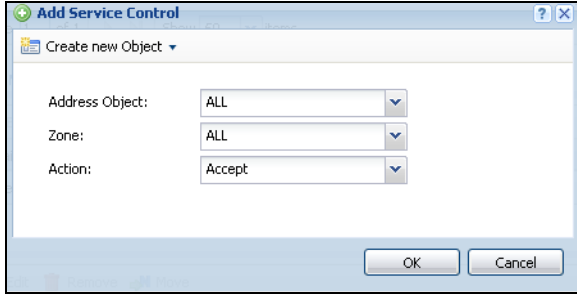 Add Service Control
Create new Object
Address Object: ALL
Zone: ALL
Action: Accept
OK Cancel